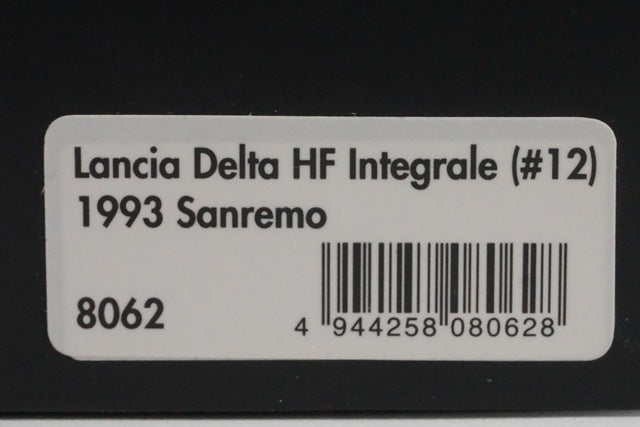 Lancia Delta HF Integrale (#12)
1993 Sanremo
8062
4 944258 080628